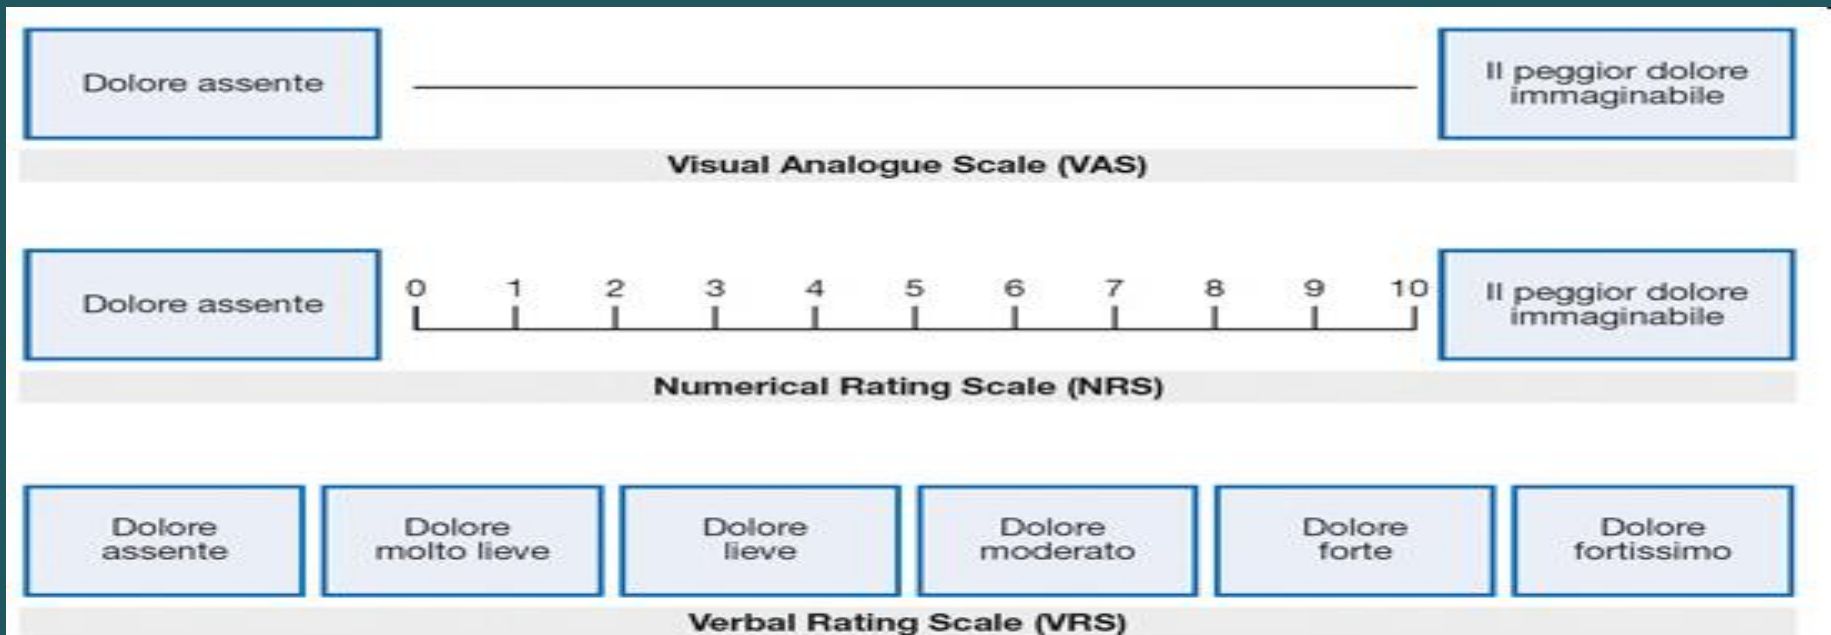 Dolore assente
Il peggior dolore
immaginabile
Visual Analogue Scale (VAS)
Dolore assente
0 1 2 3 4 5 6 7 8 9 10
Il peggior dolore
immaginabile
Numerical Rating Scale (NRS)
Dolore
assente
Dolore
molto lieve
Dolore
lieve
Dolore
moderato
Dolore
forte
Dolore
fortissimo
Verbal Rating Scale (VRS)